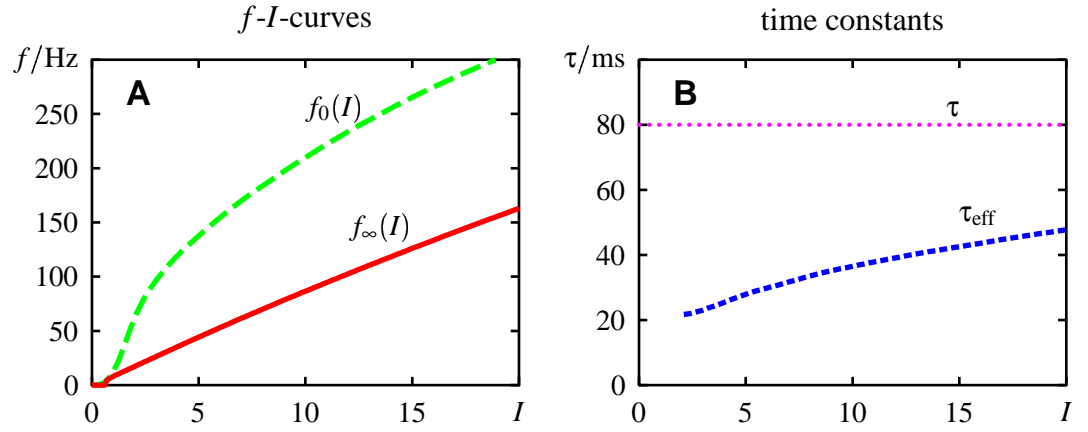 f-I-curves
time constants
f/Hz
A
f₀(I)
f∞(I)
250
200
150
100
50
0
0 5 10 15 I
τ/ms
B
τ
τeff
80
60
40
20
0
0 5 10 15 I